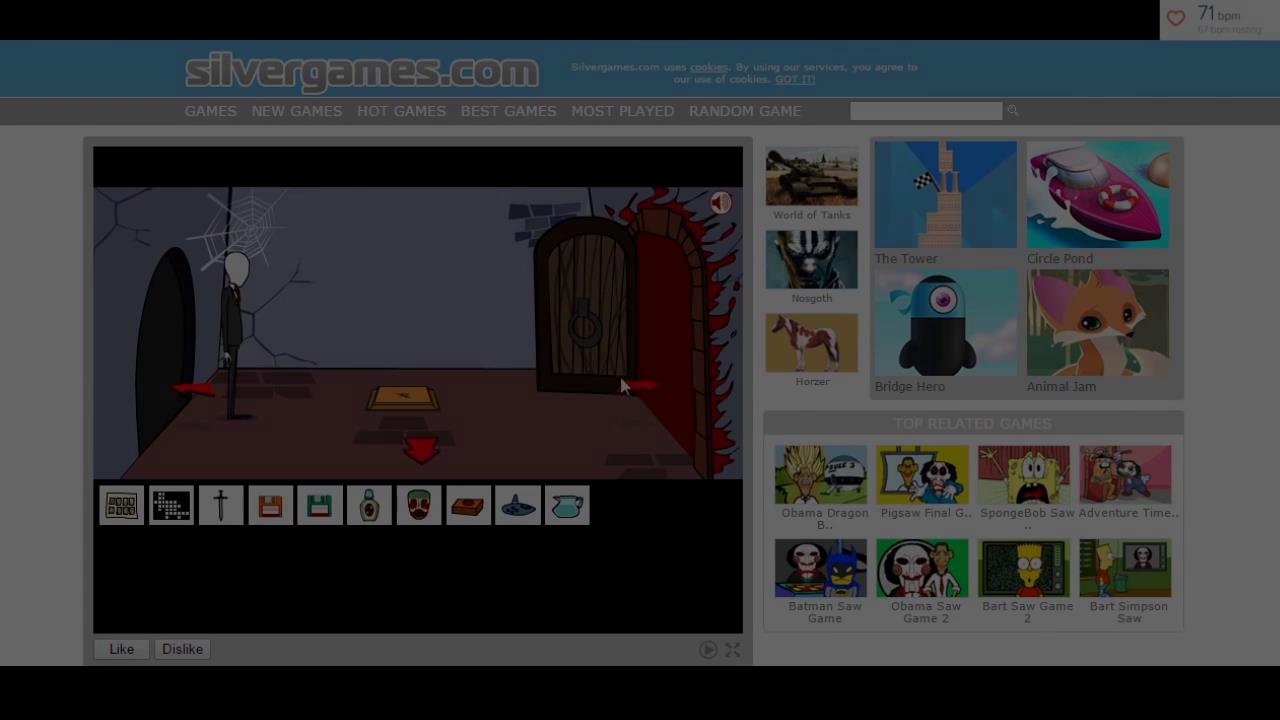 71 bpm
67 bpm resting
silvergames.com
Silvergames.com uses cookies. By using our services, you agree to
our use of cookies. GOT IT!
GAMES NEW GAMES HOT GAMES BEST GAMES MOST PLAYED RANDOM GAME
World of Tanks
Nosgoth
Horzer
The Tower
Circle Pond
Bridge Hero
Animal Jam
TOP RELATED GAMES
Obama Dragon
B..
Pigsaw Final G..
SpongeBob Saw
..
Adventure Time..
Batman Saw
Game
Obama Saw
Game 2
Bart Saw Game
2
Bart Simpson
Saw
Like Dislike